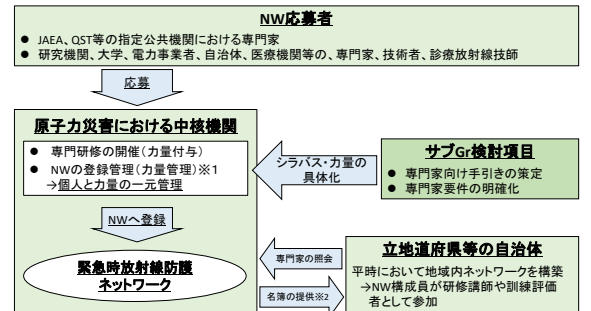 NW応募者
● JAEA、QST等の指定公共機関における専門家
● 研究機関、大学、電力事業者、自治体、医療機関等の、専門家、技術者、診療放射線技師
応募
原子力災害における中核機関
● 専門研修の開催（力量付与）
● NWの登録管理（力量管理）※1
→個人と力量の一元管理
シラバス・力量の
具体化
サブGr検討項目
● 専門家向け手引きの策定
● 専門家要件の明確化
NWへ登録
緊急時放射線防護
ネットワーク
専門家の照会
名簿の提供※2
立地道府県等の自治体
平時において地域内ネットワークを構築
→NW構成員が研修講師や訓練評価
者として参加